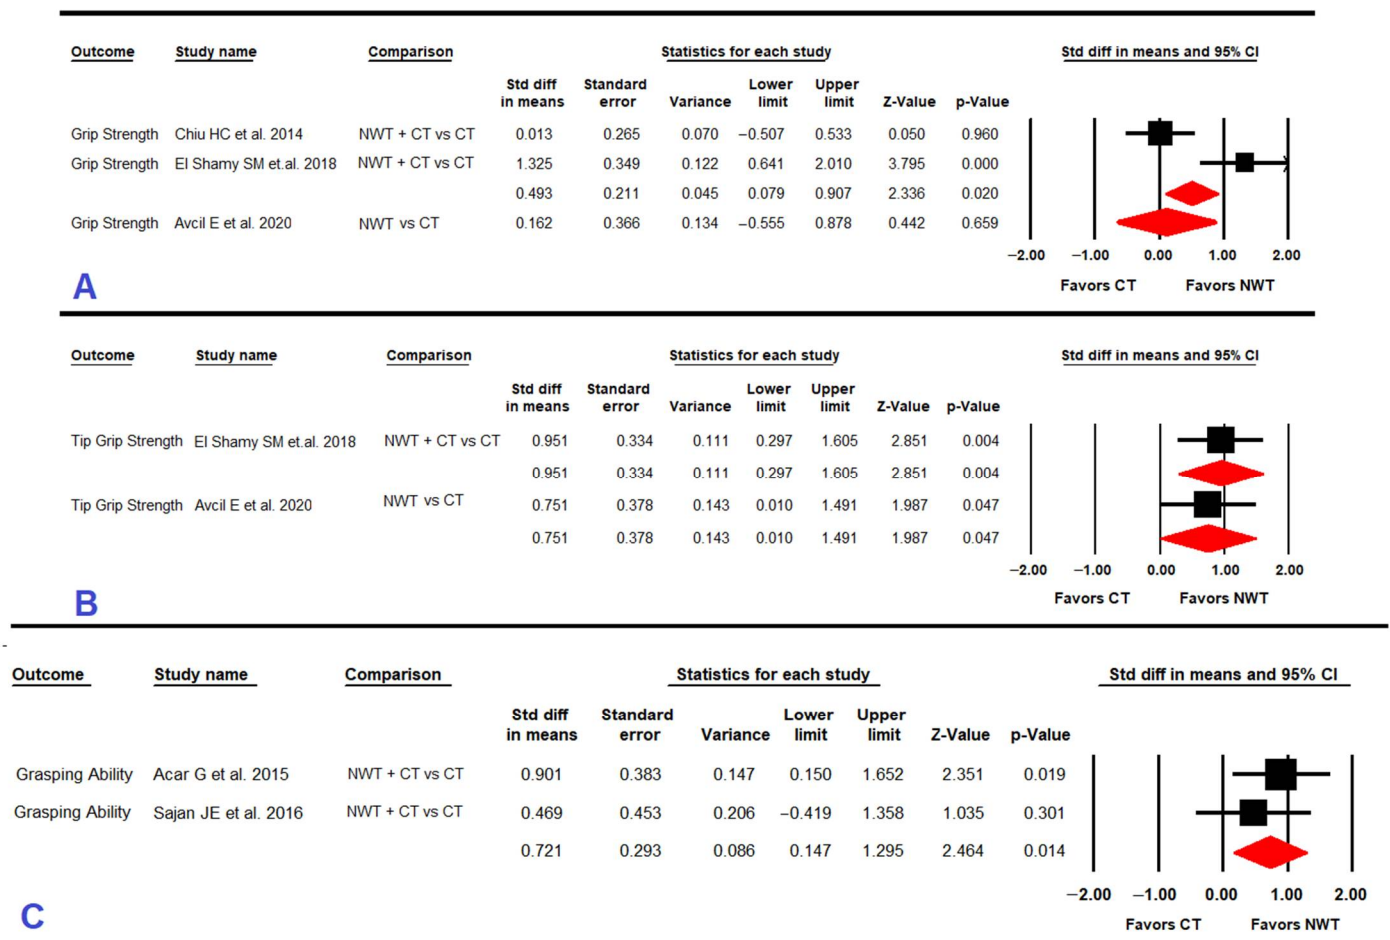 Outcome Study name Comparison Statistics for each study Std diff in means and 95% CI
Std diff Standard Lower Upper
in means error Variance limit limit Z-Value p-Value
Grip Strength Chiu HC et al. 2014 NWT + CT vs CT 0.013 0.265 0.070 −0.507 0.533 0.050 0.960
Grip Strength El Shamy SM et.al. 2018 NWT + CT vs CT 1.325 0.349 0.122 0.641 2.010 3.795 0.000
0.493 0.211 0.045 0.079 0.907 2.336 0.020
Grip Strength Avcil E et al. 2020 NWT vs CT 0.162 0.366 0.134 −0.555 0.878 0.442 0.659
−2.00 −1.00 0.00 1.00 2.00
A Favors CT Favors NWT
Outcome Study name Comparison Statistics for each study Std diff in means and 95% CI
Std diff Standard Lower Upper
in means error Variance limit limit Z-Value p-Value
Tip Grip Strength El Shamy SM et.al. 2018 NWT + CT vs CT 0.951 0.334 0.111 0.297 1.605 2.851 0.004
0.951 0.334 0.111 0.297 1.605 2.851 0.004
Tip Grip Strength Avcil E et al. 2020 NWT vs CT 0.751 0.378 0.143 0.010 1.491 1.987 0.047
0.751 0.378 0.143 0.010 1.491 1.987 0.047
−2.00 −1.00 0.00 1.00 2.00
B Favors CT Favors NWT
-
Outcome Study name Comparison Statistics for each study Std diff in means and 95% CI
Std diff Standard Lower Upper
in means error Variance limit limit Z-Value p-Value
Grasping Ability Acar G et al. 2015 NWT + CT vs CT 0.901 0.383 0.147 0.150 1.652 2.351 0.019
Grasping Ability Sajan JE et al. 2016 NWT + CT vs CT 0.469 0.453 0.206 −0.419 1.358 1.035 0.301
0.721 0.293 0.086 0.147 1.295 2.464 0.014
−2.00 −1.00 0.00 1.00 2.00
C Favors CT Favors NWT